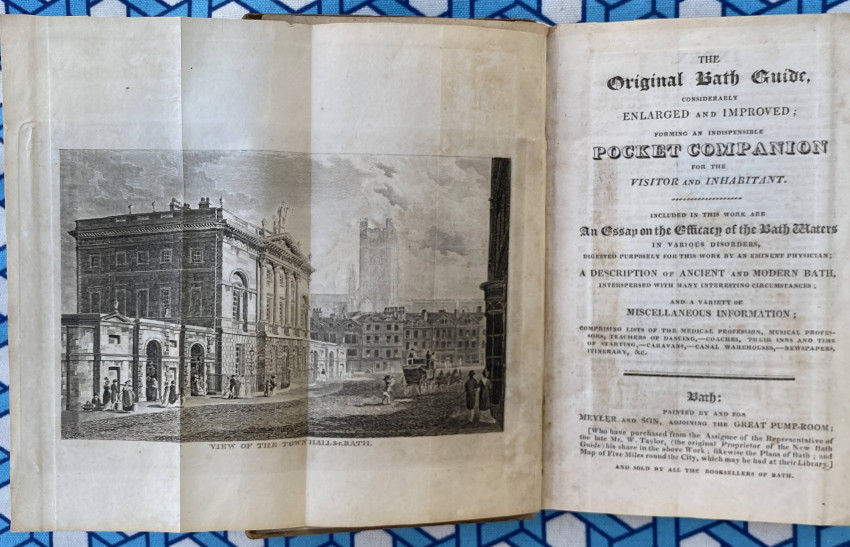 VIEW OF THE TOWN HALL &c BATH.
THE
Original Bath Guide,
CONSIDERABLY
ENLARGED AND IMPROVED;
FORMING AN INDISPENSIBLE
POCKET COMPANION
FOR THE
VISITOR AND INHABITANT.
INCLUDED IN THIS WORK ARE
An Essay on the Efficacy of the Bath Waters
IN VARIOUS DISORDERS,
DIGESTED PURPOSELY FOR THIS WORK BY AN EMINENT PHYSICIAN;
A DESCRIPTION OF ANCIENT AND MODERN BATH,
INTERSPERSED WITH MANY INTERESTING CIRCUMSTANCES;
AND A VARIETY OF
MISCELLANEOUS INFORMATION;
COMPRISING LISTS OF THE MEDICAL PROFESSION, MUSICAL PROFES-
SORS, TEACHERS OF DANCING,—COACHES, THEIR INNS AND TIME
OF STARTING,—CARAVANS,—CANAL WAREHOUSES,—NEWSPAPERS,
ITINERARY, &c.
Bath:
PRINTED BY AND FOR
MEYLER AND SON, ADJOINING THE GREAT PUMP-ROOM;
[Who have purchased from the Assignee of the Representative of
the late Mr. W. Taylor, (the original Proprietor of the New Bath
Guide) his share in the above Work; likewise the Plans of Bath; and
Map of Five Miles round the City, which may be had at their Library.]
AND SOLD BY ALL THE BOOKSELLERS OF BATH.